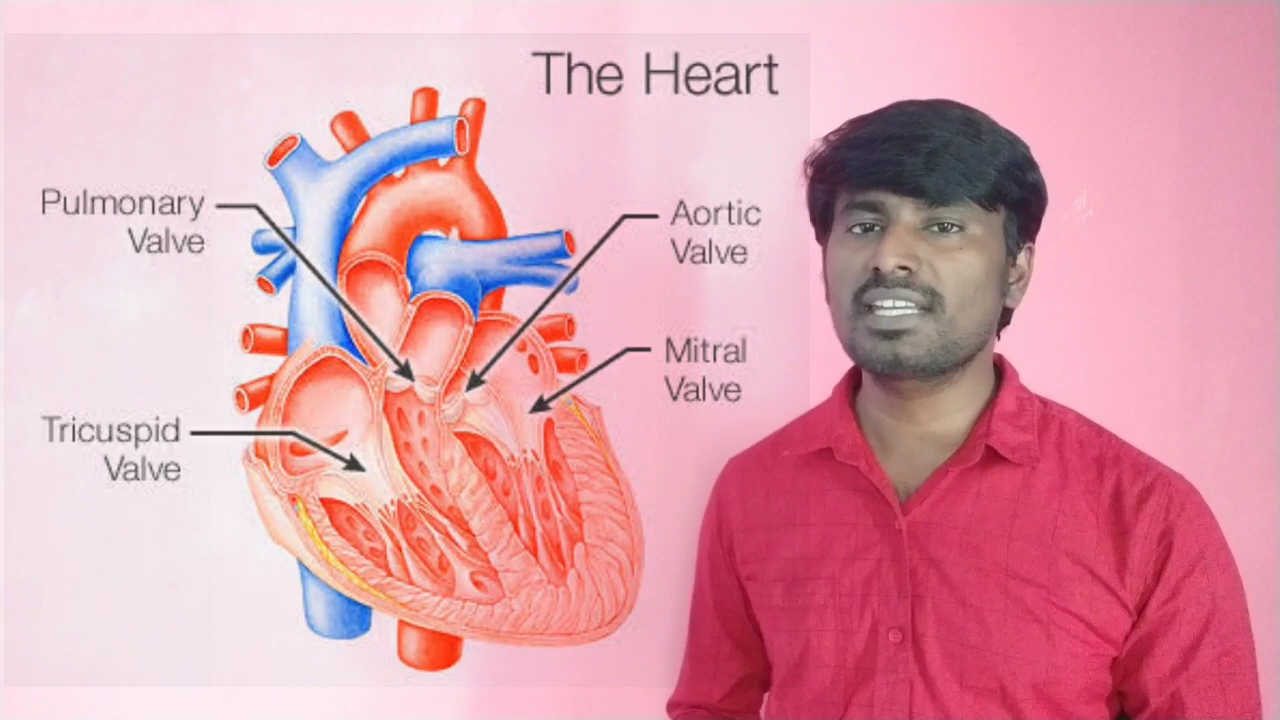 The Heart
Pulmonary
Valve
Aortic
Valve
Mitral
Valve
Tricuspid
Valve